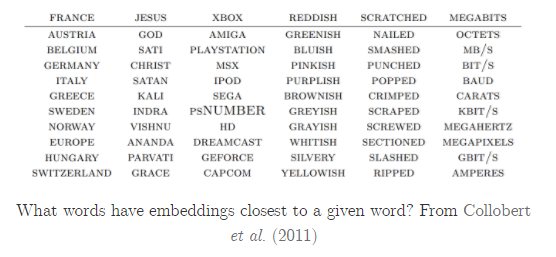 FRANCE JESUS XBOX REDDISH SCRATCHED MEGABITS
AUSTRIA GOD AMIGA GREENISH NAILED OCTETS
BELGIUM SATI PLAYSTATION BLUISH SMASHED MB/S
GERMANY CHRIST MSX PINKISH PUNCHED BIT/S
ITALY SATAN IPOD PURPLISH POPPED BAUD
GREECE KALI SEGA BROWNISH CRIMPED CARATS
SWEDEN INDRA PSNUMBER GREYISH SCRAPED KBIT/S
NORWAY VISHNU HD GRAYISH SCREWED MEGAHERTZ
EUROPE ANANDA DREAMCAST WHITISH SECTIONED MEGAPIXELS
HUNGARY PARVATI GEFORCE SILVERY SLASHED GBIT/S
SWITZERLAND GRACE CAPCOM YELLOWISH RIPPED AMPERES
What words have embeddings closest to a given word? From Collobert
et al. (2011)